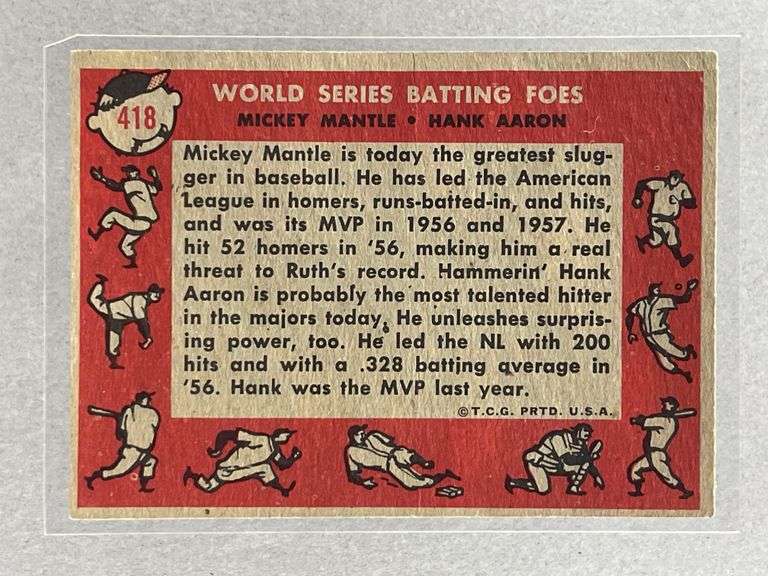 418
WORLD SERIES BATTING FOES
MICKEY MANTLE • HANK AARON
Mickey Mantle is today the greatest slug-
ger in baseball. He has led the American
League in homers, runs-batted-in, and hits,
and was its MVP in 1956 and 1957. He
hit 52 homers in '56, making him a real
threat to Ruth's record. Hammerin' Hank
Aaron is probably the most talented hitter
in the majors today. He unleashes surpris-
ing power, too. He led the NL with 200
hits and with a .328 batting average in
'56. Hank was the MVP last year.
©T.C.G. PRTD. U.S.A.